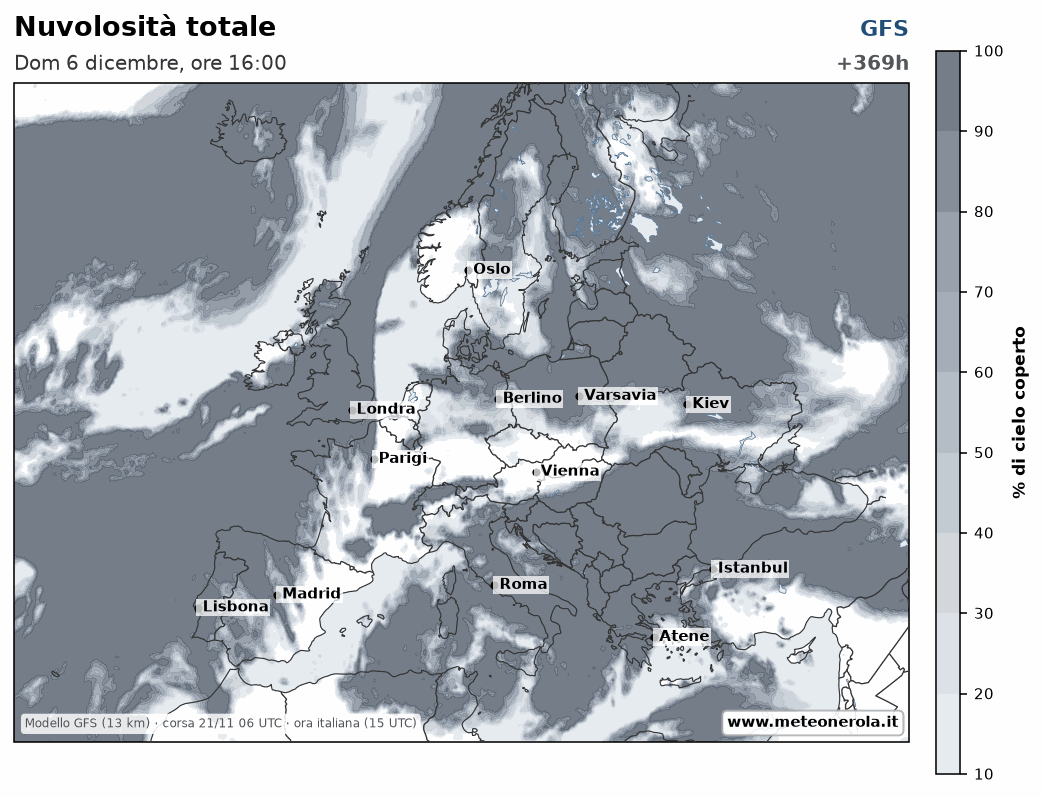 Nuvolosità totale
GFS
Dom 6 dicembre, ore 16:00
+369h
100
90
80
70
60
50
40
30
20
10
% di cielo coperto
Oslo
Londra
Berlino
Varsavia
Kiev
Parigi
Vienna
Lisbona
Madrid
Roma
Istanbul
Atene
Modello GFS (13 km) · corsa 21/11 06 UTC · ora italiana (15 UTC)
www.meteonerola.it